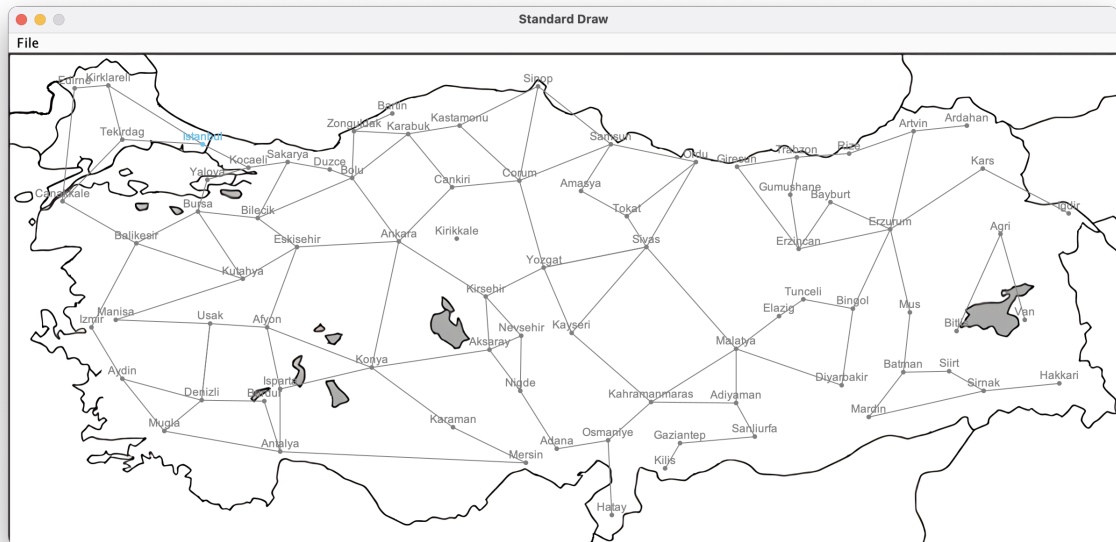 Standard Draw
File
Edirne
Kirklareli
Sinop
Bartin
Tekirdag
Istanbul
Zonguldak
Karabuk
Kastamonu
Samsun
Artvin
Ardahan
Kocaeli
Sakarya
Duzce
Bolu
Ordu
Giresun
Trabzon
Rize
Kars
Yalova
Cankiri
Corum
Amasya
Gumushane
Bayburt
Canakkale
Bursa
Bilecik
Tokat
Igdir
Balikesir
Eskisehir
Ankara
Kirikkale
Sivas
Erzincan
Erzurum
Agri
Kutahya
Yozgat
Kirsehir
Tunceli
Bingol
Mus
Manisa
Izmir
Usak
Afyon
Nevsehir
Kayseri
Elazig
Van
Aksaray
Malatya
Konya
Batman
Siirt
Aydin
Isparta
Nigde
Diyarbakir
Sirnak
Hakkari
Denizli
Burdur
Kahramanmaras
Adiyaman
Mugla
Karaman
Mardin
Antalya
Adana
Osmaniye
Gaziantep
Sanliurfa
Mersin
Kilis
Hatay